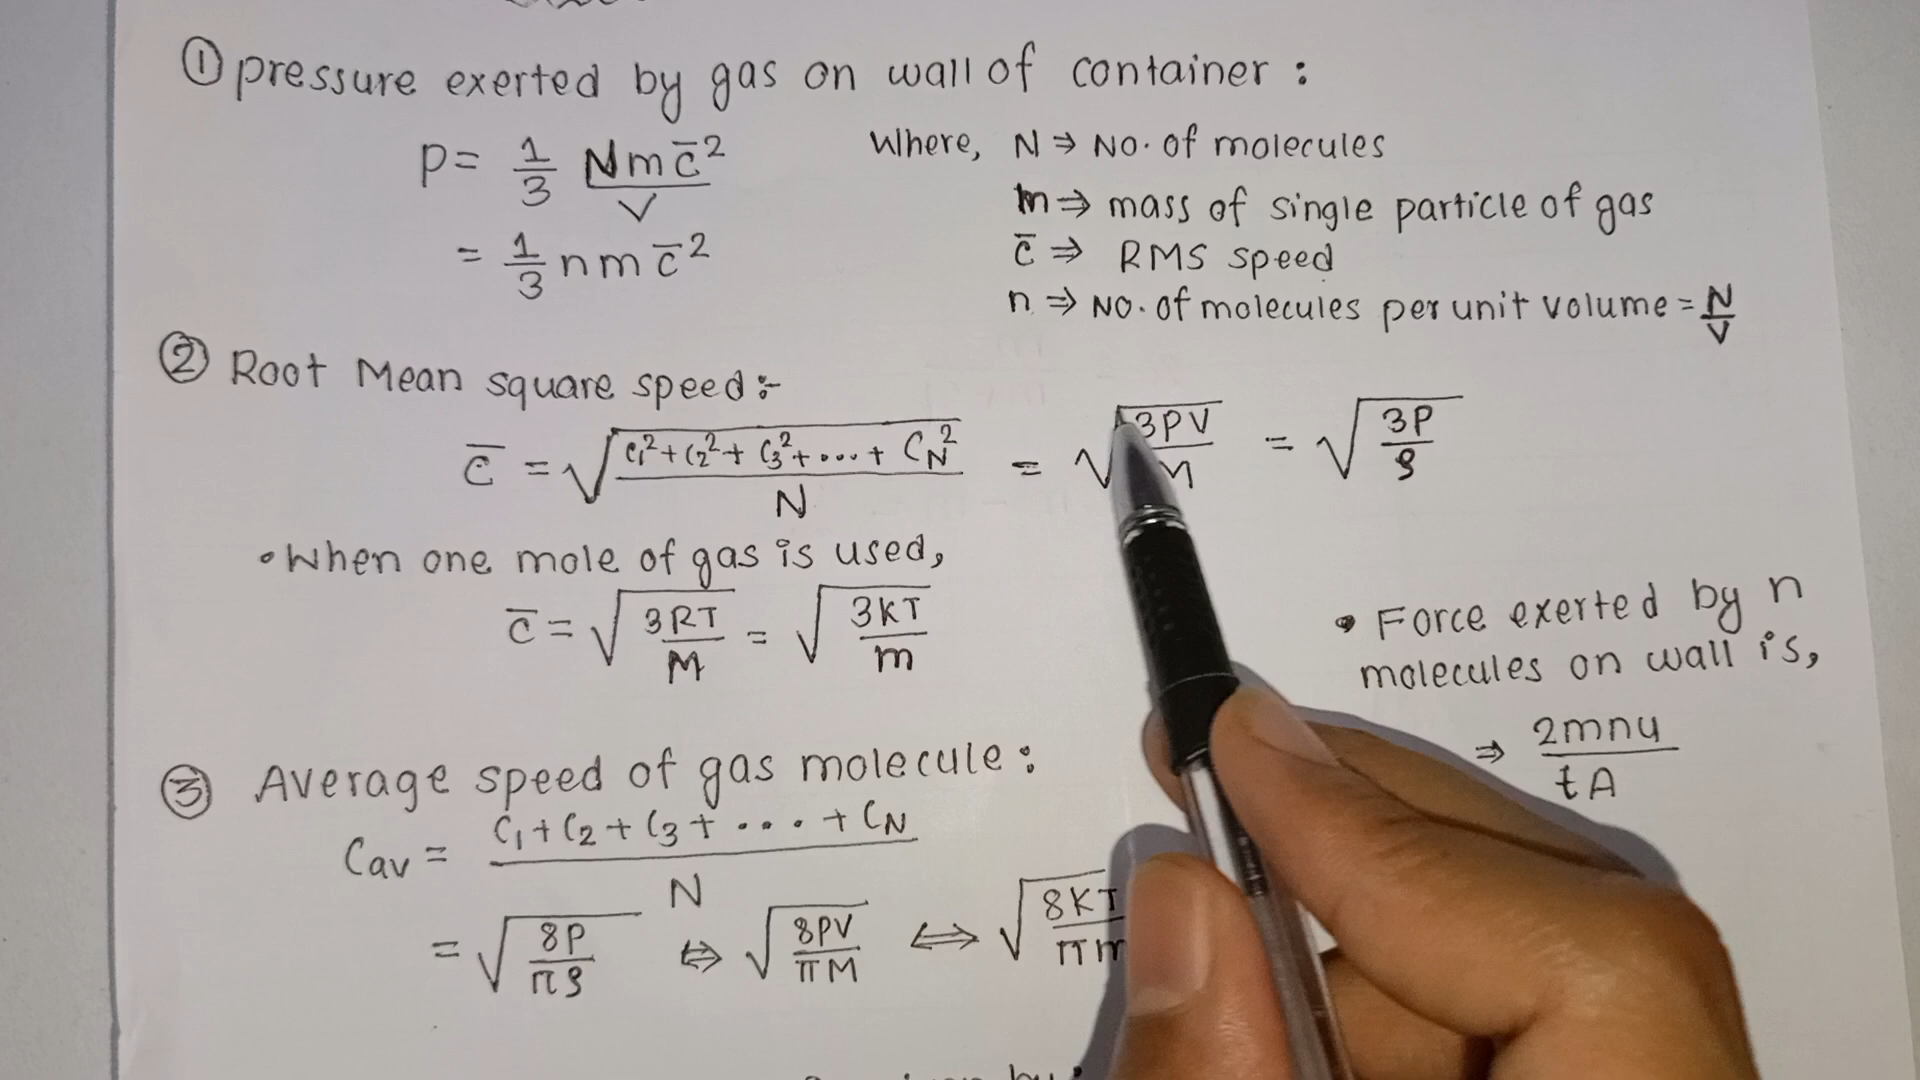 ① pressure exerted by gas on wall of container :
P = 1/3 Nmc̄²/V
= 1/3 nmc̄²
Where, N ⇒ No. of molecules
m ⇒ mass of single particle of gas
c̄ ⇒ RMS speed
n ⇒ No. of molecules per unit volume = N/V
② Root Mean square speed :-
c̄ = √((c₁² + c₂² + c₃² + .... + C_N²)/N) = √(3PV/M) = √(3P/ρ)
• When one mole of gas is used,
c̄ = √(3RT/M) = √(3KT/m)
• Force exerted by n
molecules on wall is,
⇒ 2mnu/tA
③ Average speed of gas molecule :
Cav = (C₁ + C₂ + C₃ + .... + C_N)/N
= √(8P/πρ) ⇔ √(8PV/πM) ⇔ √(8KT/πm)
by :